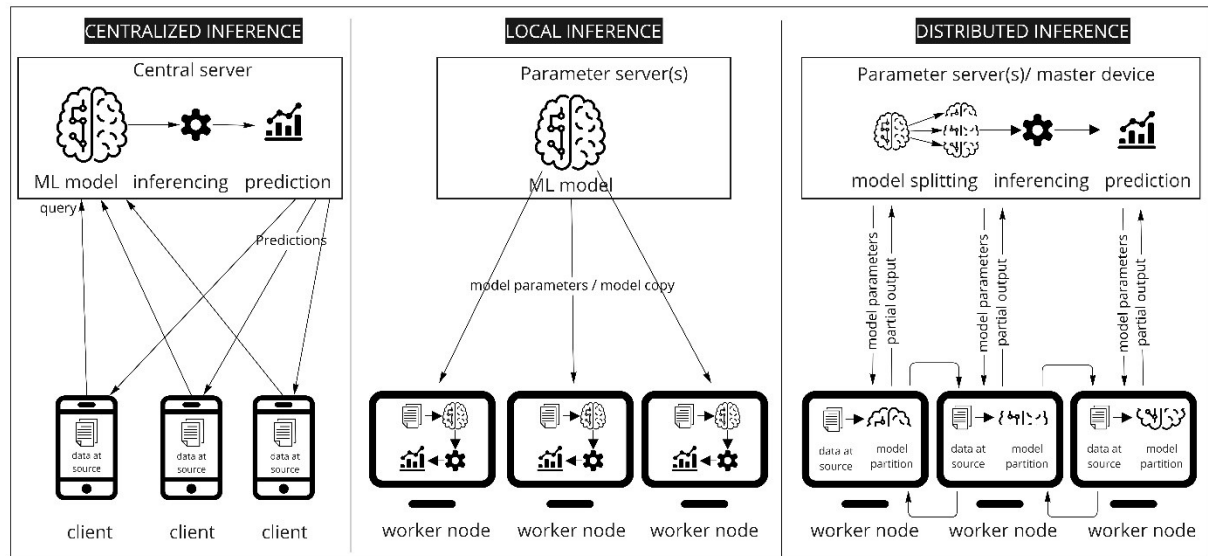 CENTRALIZED INFERENCE
Central server
ML model inferencing prediction
query
Predictions
data at
source
data at
source
data at
source
client client client
LOCAL INFERENCE
Parameter server(s)
ML model
model parameters / model copy
worker node worker node worker node
DISTRIBUTED INFERENCE
Parameter server(s)/ master device
model splitting inferencing prediction
model parameters
partial output
model parameters
partial output
model parameters
partial output
data at
source
model
partition
data at
source
model
partition
data at
source
model
partition
worker node worker node worker node